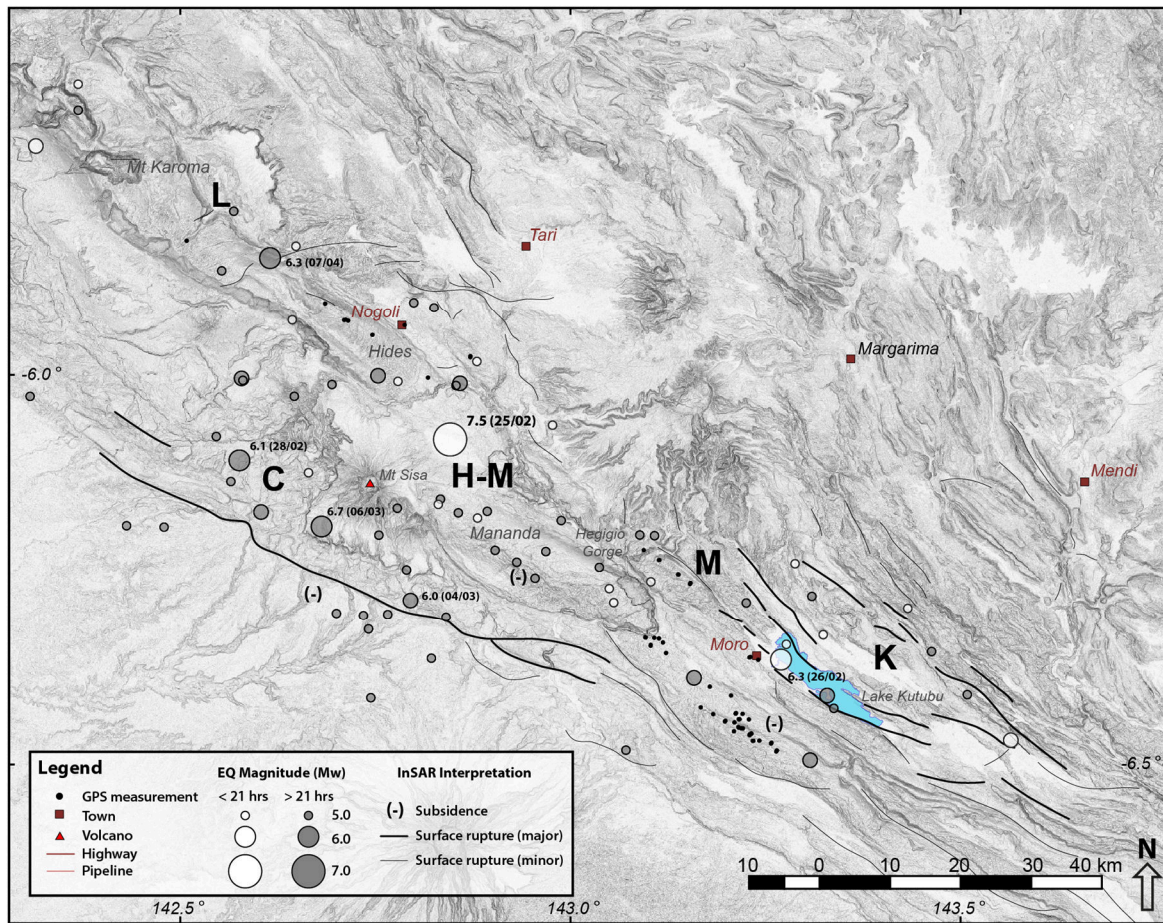 Mt Karoma
L
Tari
6.3 (07/04)
Nogoli
Hides
Margarima
-6.0°
7.5 (25/02)
6.1 (28/02)
C
Mt Sisa
H-M
Mendi
6.7 (06/03)
Mananda
Hegigio
Gorge
M
(-)
(-)
6.0 (04/03)
Moro
K
6.3 (26/02)
Lake Kutubu
(-)
-6.5°
Legend
EQ Magnitude (Mw)
InSAR Interpretation
< 21 hrs
> 21 hrs
GPS measurement
5.0
Town
(-) Subsidence
Volcano
6.0
Surface rupture (major)
Highway
Pipeline
7.0
Surface rupture (minor)
10 0 10 20 30 40 km
N
142.5°
143.0°
143.5°